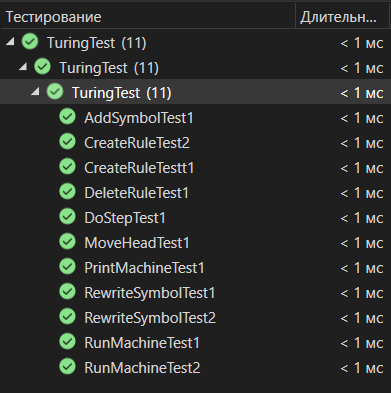 Тестирование Длительн...
TuringTest (11) < 1 мс
TuringTest (11) < 1 мс
TuringTest (11) < 1 мс
AddSymbolTest1 < 1 мс
CreateRuleTest2 < 1 мс
CreateRuleTestt1 < 1 мс
DeleteRuleTest1 < 1 мс
DoStepTest1 < 1 мс
MoveHeadTest1 < 1 мс
PrintMachineTest1 < 1 мс
RewriteSymbolTest1 < 1 мс
RewriteSymbolTest2 < 1 мс
RunMachineTest1 < 1 мс
RunMachineTest2 < 1 мс